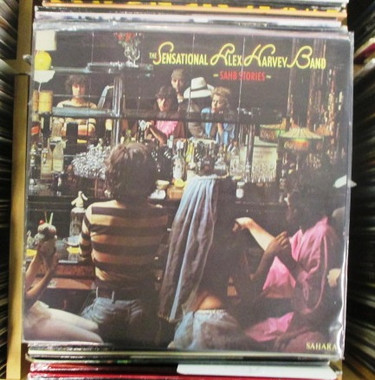 THE SENSATIONAL ALEX HARVEY BAND
~SAHB STORIES~
SAHARA